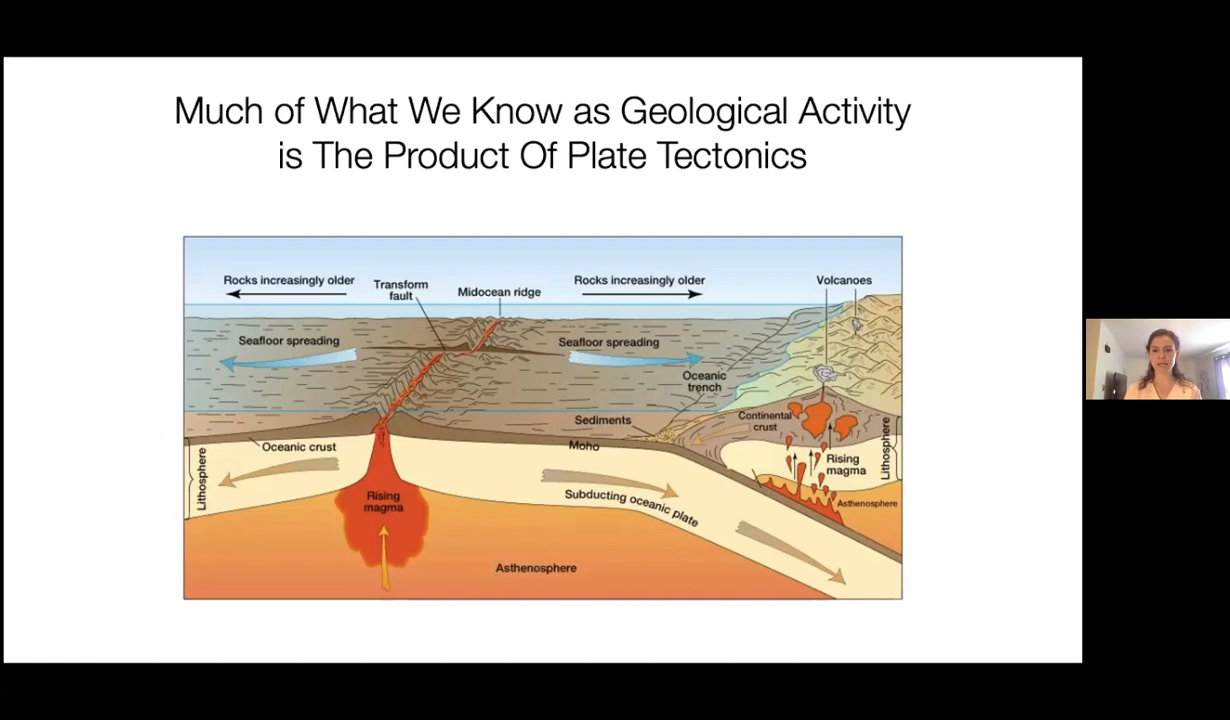 Much of What We Know as Geological Activity
is The Product Of Plate Tectonics
Rocks increasingly older
Transform
fault
Midocean ridge
Rocks increasingly older
Volcanoes
Seafloor spreading
Seafloor spreading
Oceanic
trench
Sediments
Continental
crust
Oceanic crust
Moho
Lithosphere
Rising
magma
Lithosphere
Rising
magma
Subducting oceanic plate
Asthenosphere
Asthenosphere